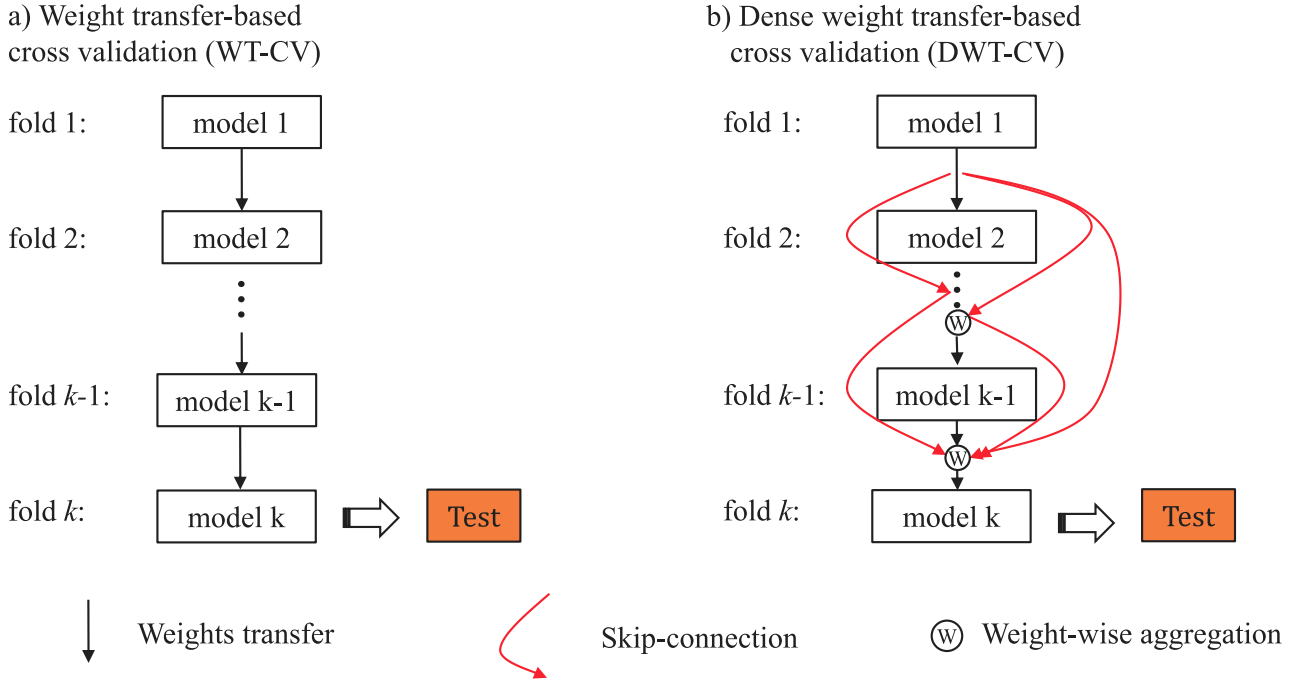 a) Weight transfer-based
cross validation (WT-CV)
fold 1:
model 1
fold 2:
model 2
fold k-1:
model k-1
fold k:
model k
Test
b) Dense weight transfer-based
cross validation (DWT-CV)
fold 1:
model 1
fold 2:
model 2
W
fold k-1:
model k-1
W
fold k:
model k
Test
Weights transfer
Skip-connection
W Weight-wise aggregation